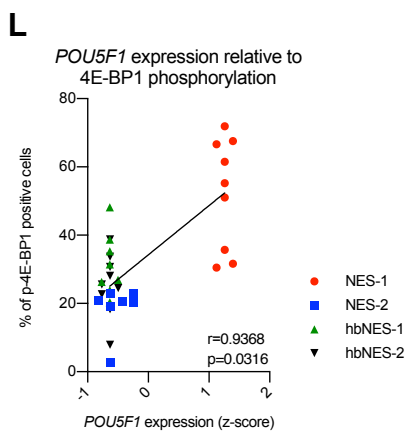 L
POU5F1 expression relative to
4E-BP1 phosphorylation
% of p-4E-BP1 positive cells
80
60
40
20
0
-1
0
1
2
r=0.9368
p=0.0316
POU5F1 expression (z-score)
NES-1
NES-2
hbNES-1
hbNES-2